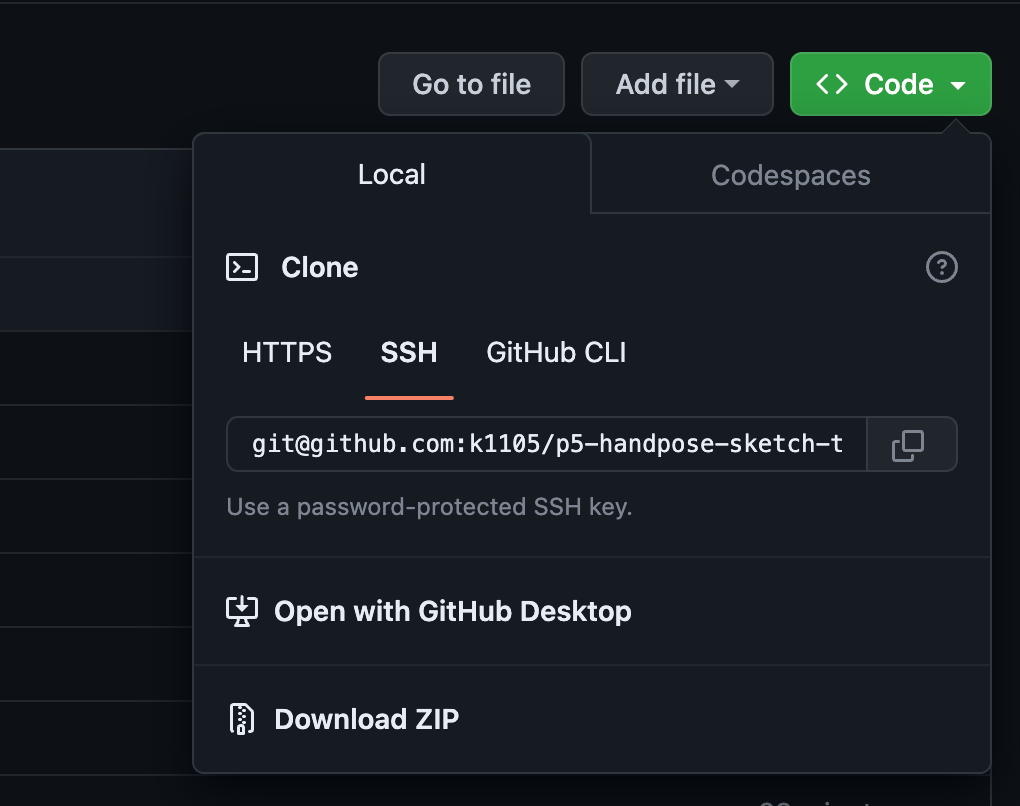 Go to file
Add file
Code
Local
Codespaces
Clone
HTTPS
SSH
GitHub CLI
git@github.com:k1105/p5-handpose-sketch-t
Use a password-protected SSH key.
Open with GitHub Desktop
Download ZIP